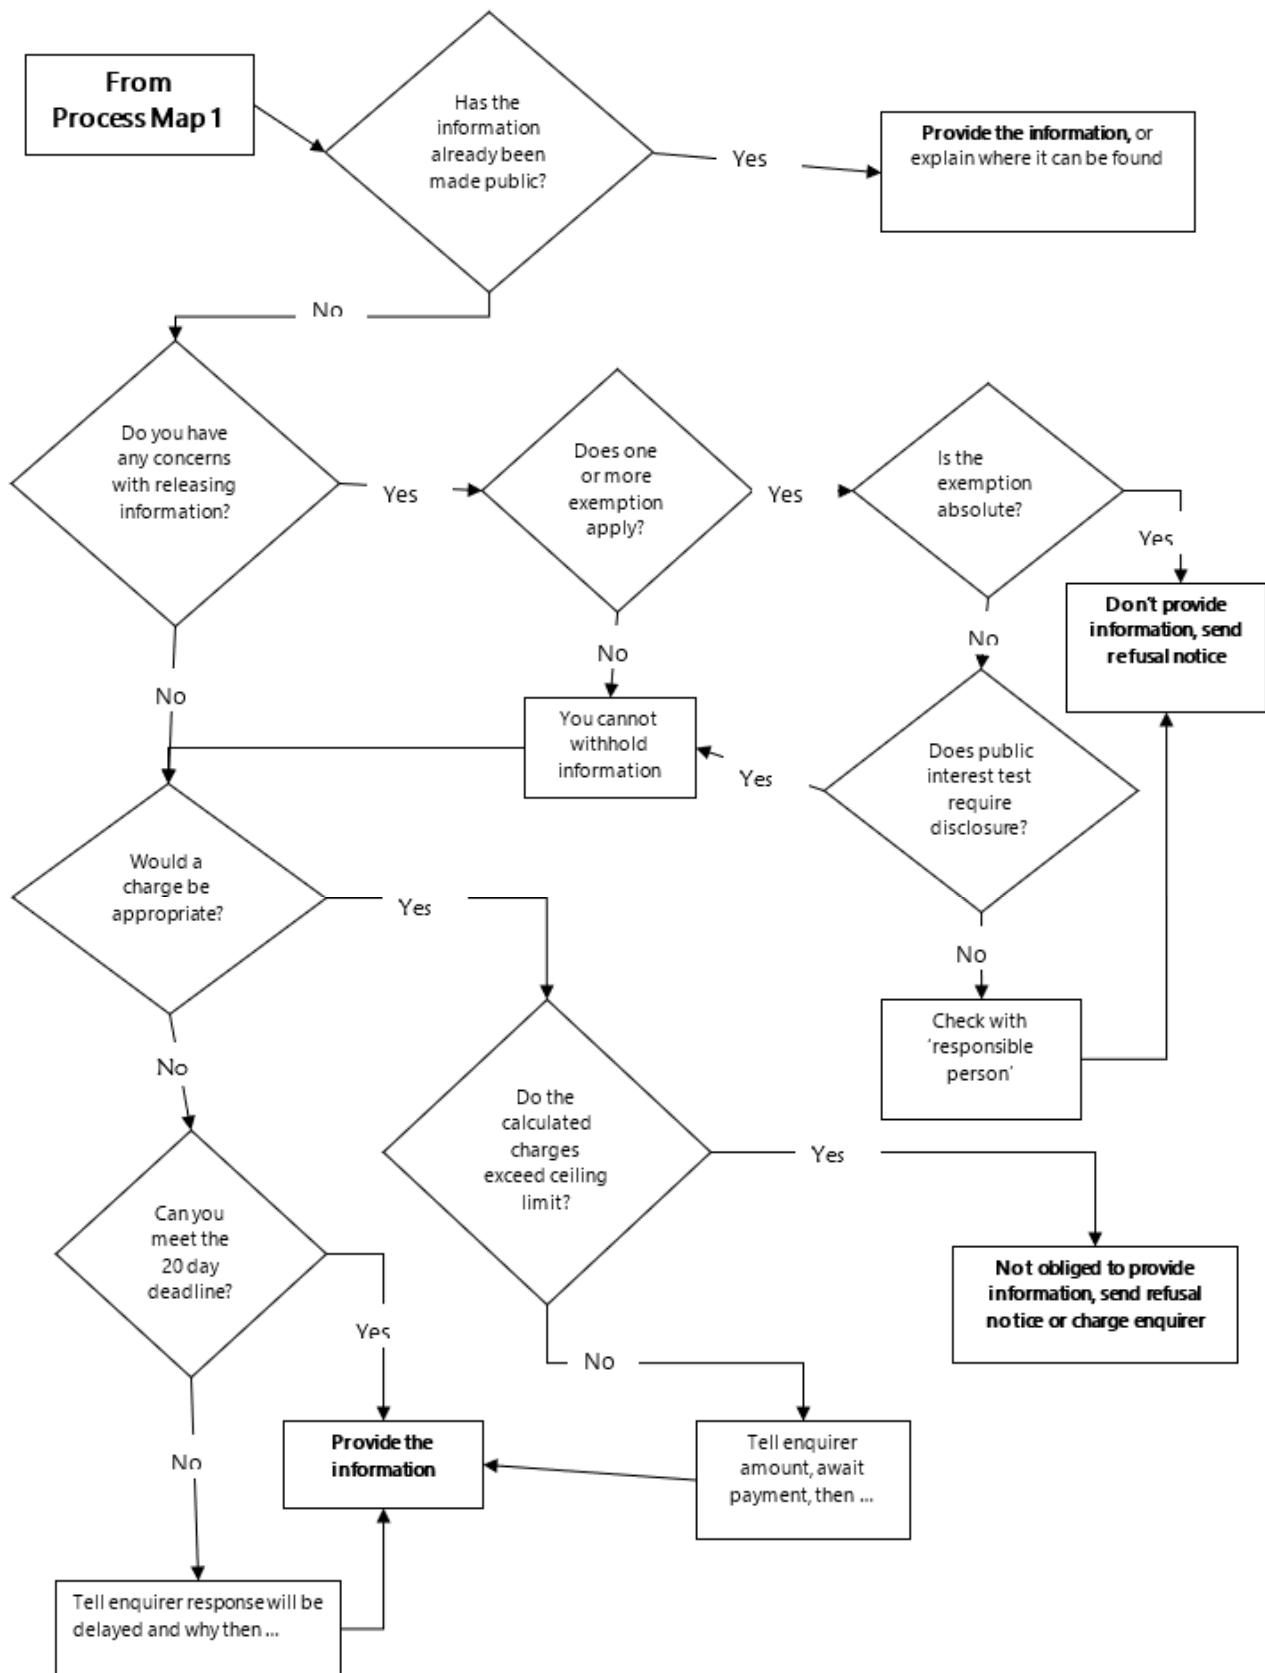 From
Process Map 1
Has the
information
already been
made public?
Yes
Provide the information, or
explain where it can be found
No
Do you have
any concerns
with releasing
information?
Yes
Does one
or more
exemption
apply?
Yes
Is the
exemption
absolute?
Yes
Don't provide
information, send
refusal notice
No
No
No
You cannot
withhold
information
Yes
Does public
interest test
require
disclosure?
Would a
charge be
appropriate?
Yes
No
Check with
‘responsible
person’
No
Do the
calculated
charges
exceed ceiling
limit?
Yes
Can you
meet the
20 day
deadline?
Not obliged to provide
information, send refusal
notice or charge enquirer
Yes
No
No
Provide the
information
Tell enquirer
amount, await
payment, then ...
Tell enquirer response will be
delayed and why then ...